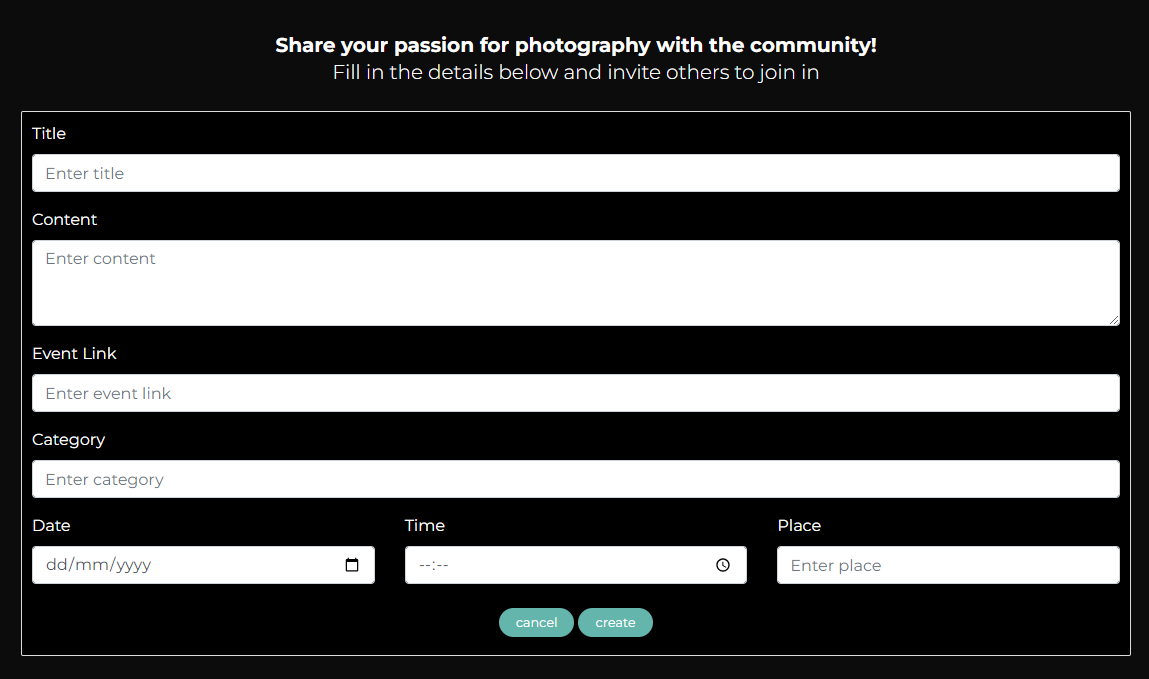 Share your passion for photography with the community!
Fill in the details below and invite others to join in
Title
Enter title
Content
Enter content
Event Link
Enter event link
Category
Enter category
Date Time Place
dd/mm/yyyy --:-- Enter place
cancel create